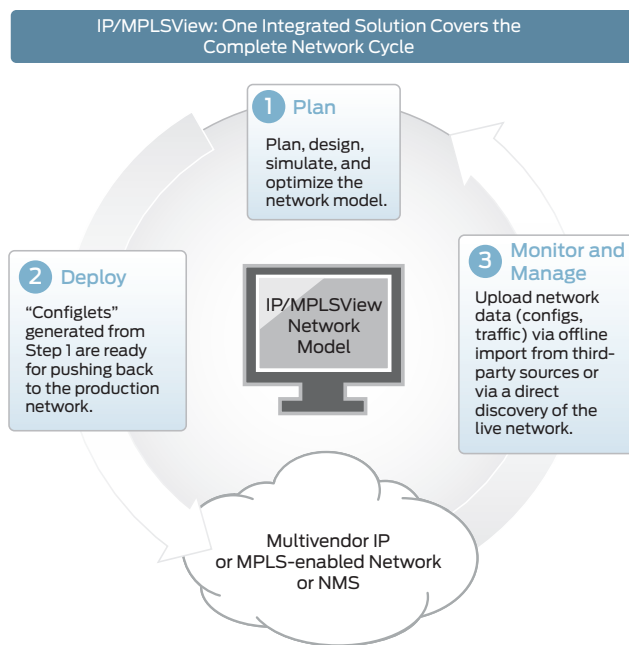 IP/MPLSView: One Integrated Solution Covers the
Complete Network Cycle
1 Plan
Plan, design,
simulate, and
optimize the
network model.
2 Deploy
“Configlets”
generated from
Step 1 are ready
for pushing back
to the production
network.
IP/MPLSView
Network
Model
3 Monitor and
Manage
Upload network
data (configs,
traffic) via offline
import from third-
party sources or
via a direct
discovery of the
live network.
Multivendor IP
or MPLS-enabled Network
or NMS